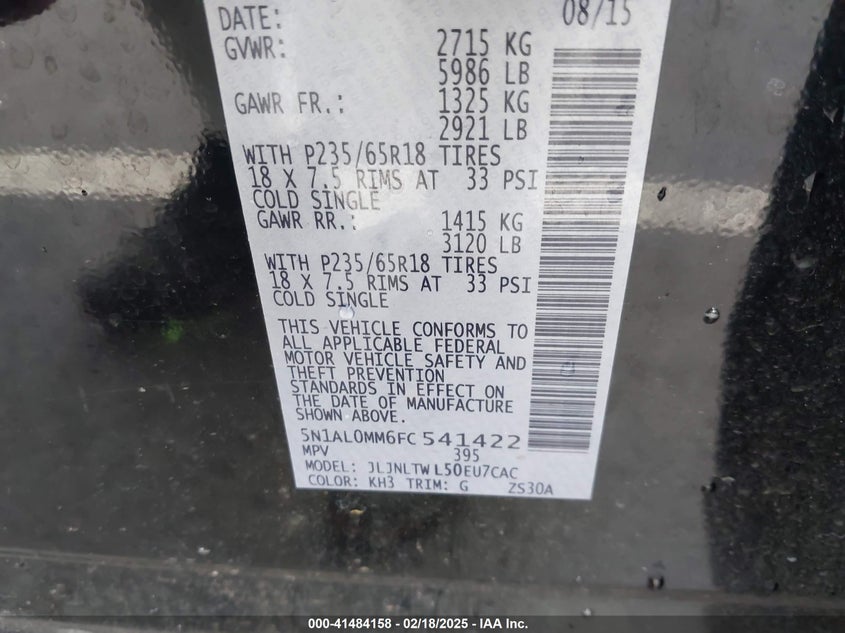 DATE: 08/15
GVWR: 2715 KG
5986 LB
GAWR FR.: 1325 KG
2921 LB
WITH P235/65R18 TIRES
18 X 7.5 RIMS AT 33 PSI
COLD SINGLE
GAWR RR.: 1415 KG
3120 LB
WITH P235/65R18 TIRES
18 X 7.5 RIMS AT 33 PSI
COLD SINGLE
THIS VEHICLE CONFORMS TO
ALL APPLICABLE FEDERAL
MOTOR VEHICLE SAFETY AND
THEFT PREVENTION
STANDARDS IN EFFECT ON
THE DATE OF MANUFACTURE
SHOWN ABOVE.
5N1AL0MM6FC541422
MPV 395
MODEL: JLJNLTWL50EU7CAC
COLOR: KH3 TRIM: G ZS30A
000-41484158 - 02/18/2025 - IAA Inc.